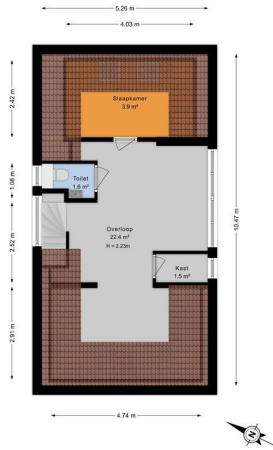 5.26 m
4.03 m
2.42 m
Slaapkamer
3.9 m²
1.08 m
Toilet
1.6 m²
10.47 m
2.52 m
Overloop
22.4 m²
H = 2.23m
Kast
1.5 m²
2.91 m
4.74 m